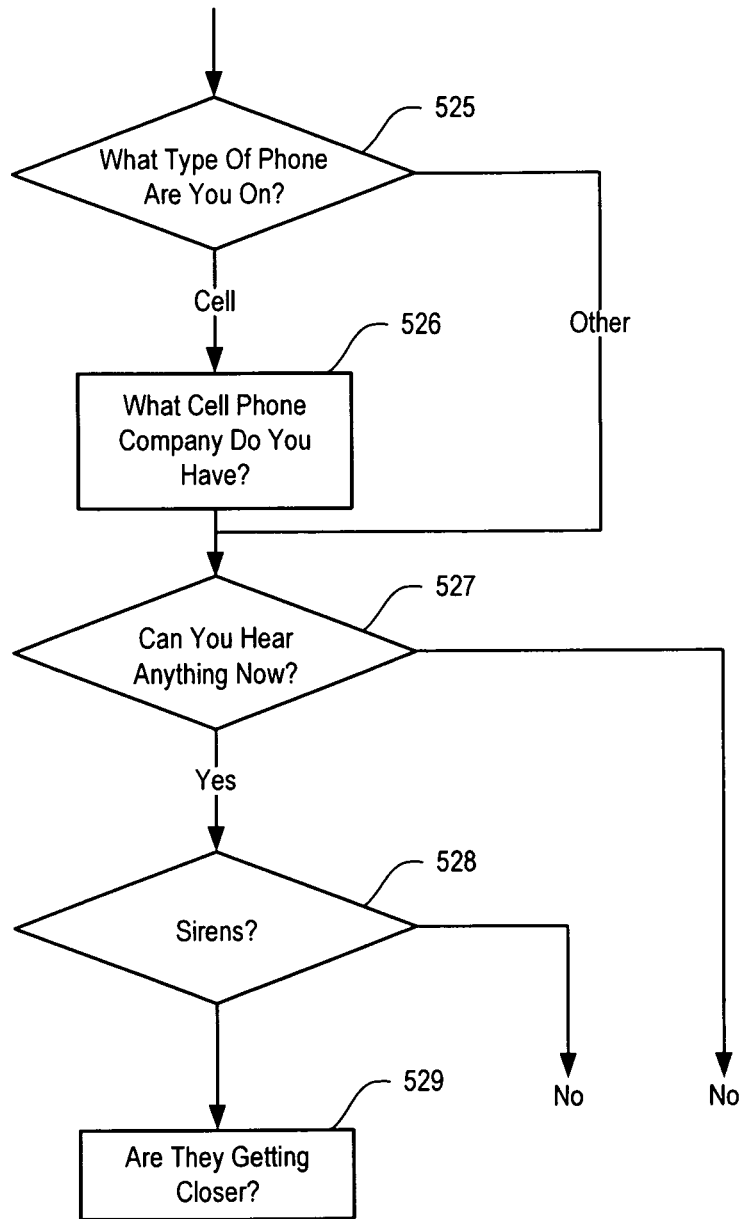 525
What Type Of Phone
Are You On?
Cell
Other
526
What Cell Phone
Company Do You
Have?
527
Can You Hear
Anything Now?
Yes
528
Sirens?
No
No
529
Are They Getting
Closer?